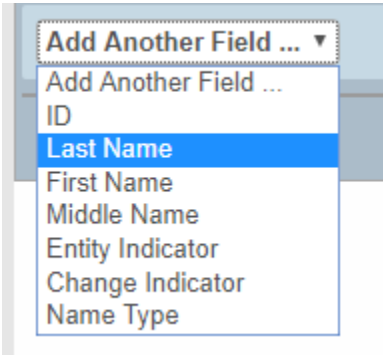 Add Another Field ... ▼
Add Another Field ...
ID
Last Name
First Name
Middle Name
Entity Indicator
Change Indicator
Name Type